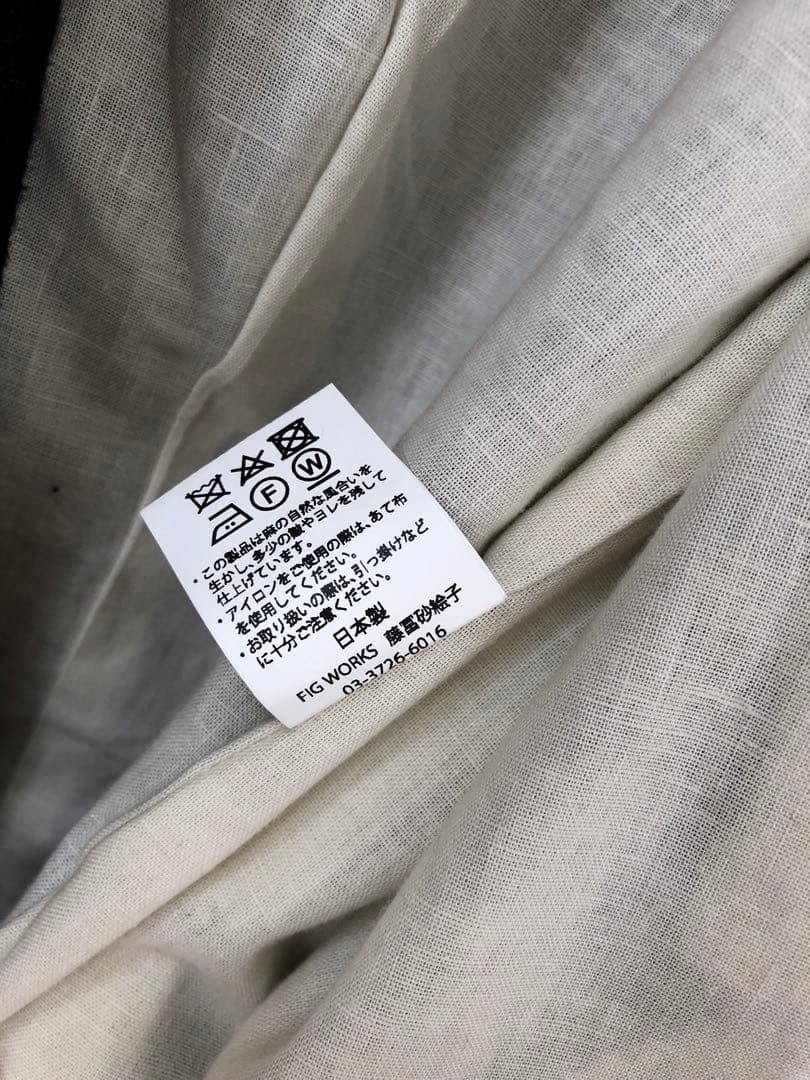 F W
・この製品は麻の自然な風合いを
生かし、多少の皺やヨレを残して
仕上げています。
・アイロンをご使用の際は、あて布
を使用してください。
・お取り扱いの際は、引っ掛けなど
に十分ご注意ください。
日本製
FIG WORKS 藤冨砂絵子
03-3726-6016